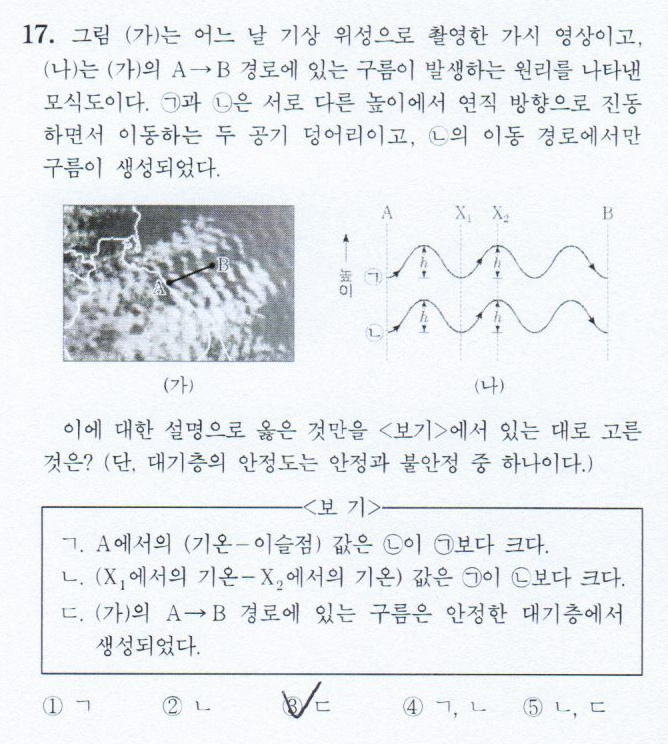 17. 그림 (가)는 어느 날 기상 위성으로 촬영한 가시 영상이고,
(나)는 (가)의 A→B 경로에 있는 구름이 발생하는 원리를 나타낸
모식도이다. ㉠과 ㉡은 서로 다른 높이에서 연직 방향으로 진동
하면서 이동하는 두 공기 덩어리이고, ㉡의 이동 경로에서만
구름이 생성되었다.
A X₁ X₂ B
B
A
높이
㉠ h h
㉡ h h
(가) (나)
이에 대한 설명으로 옳은 것만을 <보기>에서 있는 대로 고른
것은? (단, 대기층의 안정도는 안정과 불안정 중 하나이다.)
<보 기>
ㄱ. A에서의 (기온-이슬점) 값은 ㉡이 ㉠보다 크다.
ㄴ. (X₁에서의 기온-X₂에서의 기온) 값은 ㉠이 ㉡보다 크다.
ㄷ. (가)의 A→B 경로에 있는 구름은 안정한 대기층에서
생성되었다.
① ㄱ ② ㄴ ③ ㄷ ④ ㄱ, ㄴ ⑤ ㄴ, ㄷ